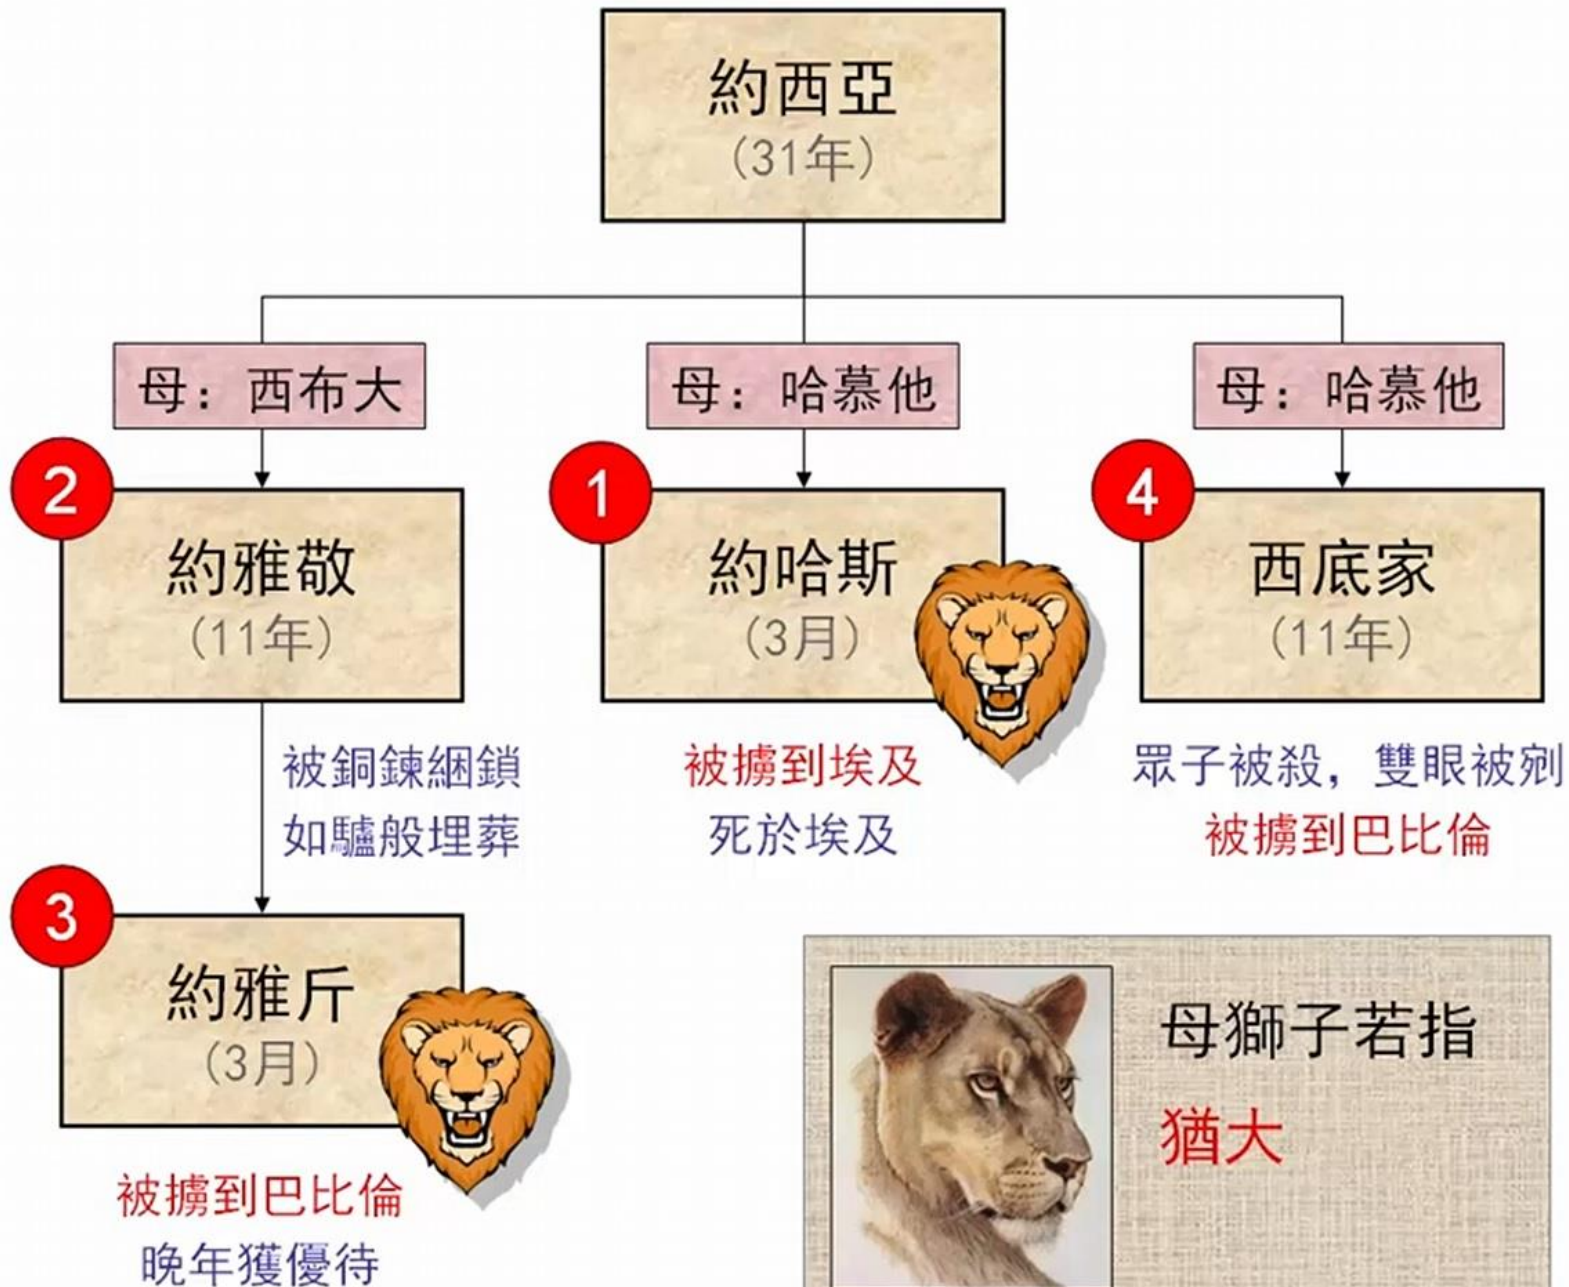 約西亞
(31年)
母：西布大
母：哈慕他
母：哈慕他
2
約雅敬
(11年)
1
約哈斯
(3月)
4
西底家
(11年)
被銅鍊綑鎖
如驢般埋葬
被擄到埃及
死於埃及
眾子被殺，雙眼被剜
被擄到巴比倫
3
約雅斤
(3月)
被擄到巴比倫
晚年獲優待
母獅子若指
猶大